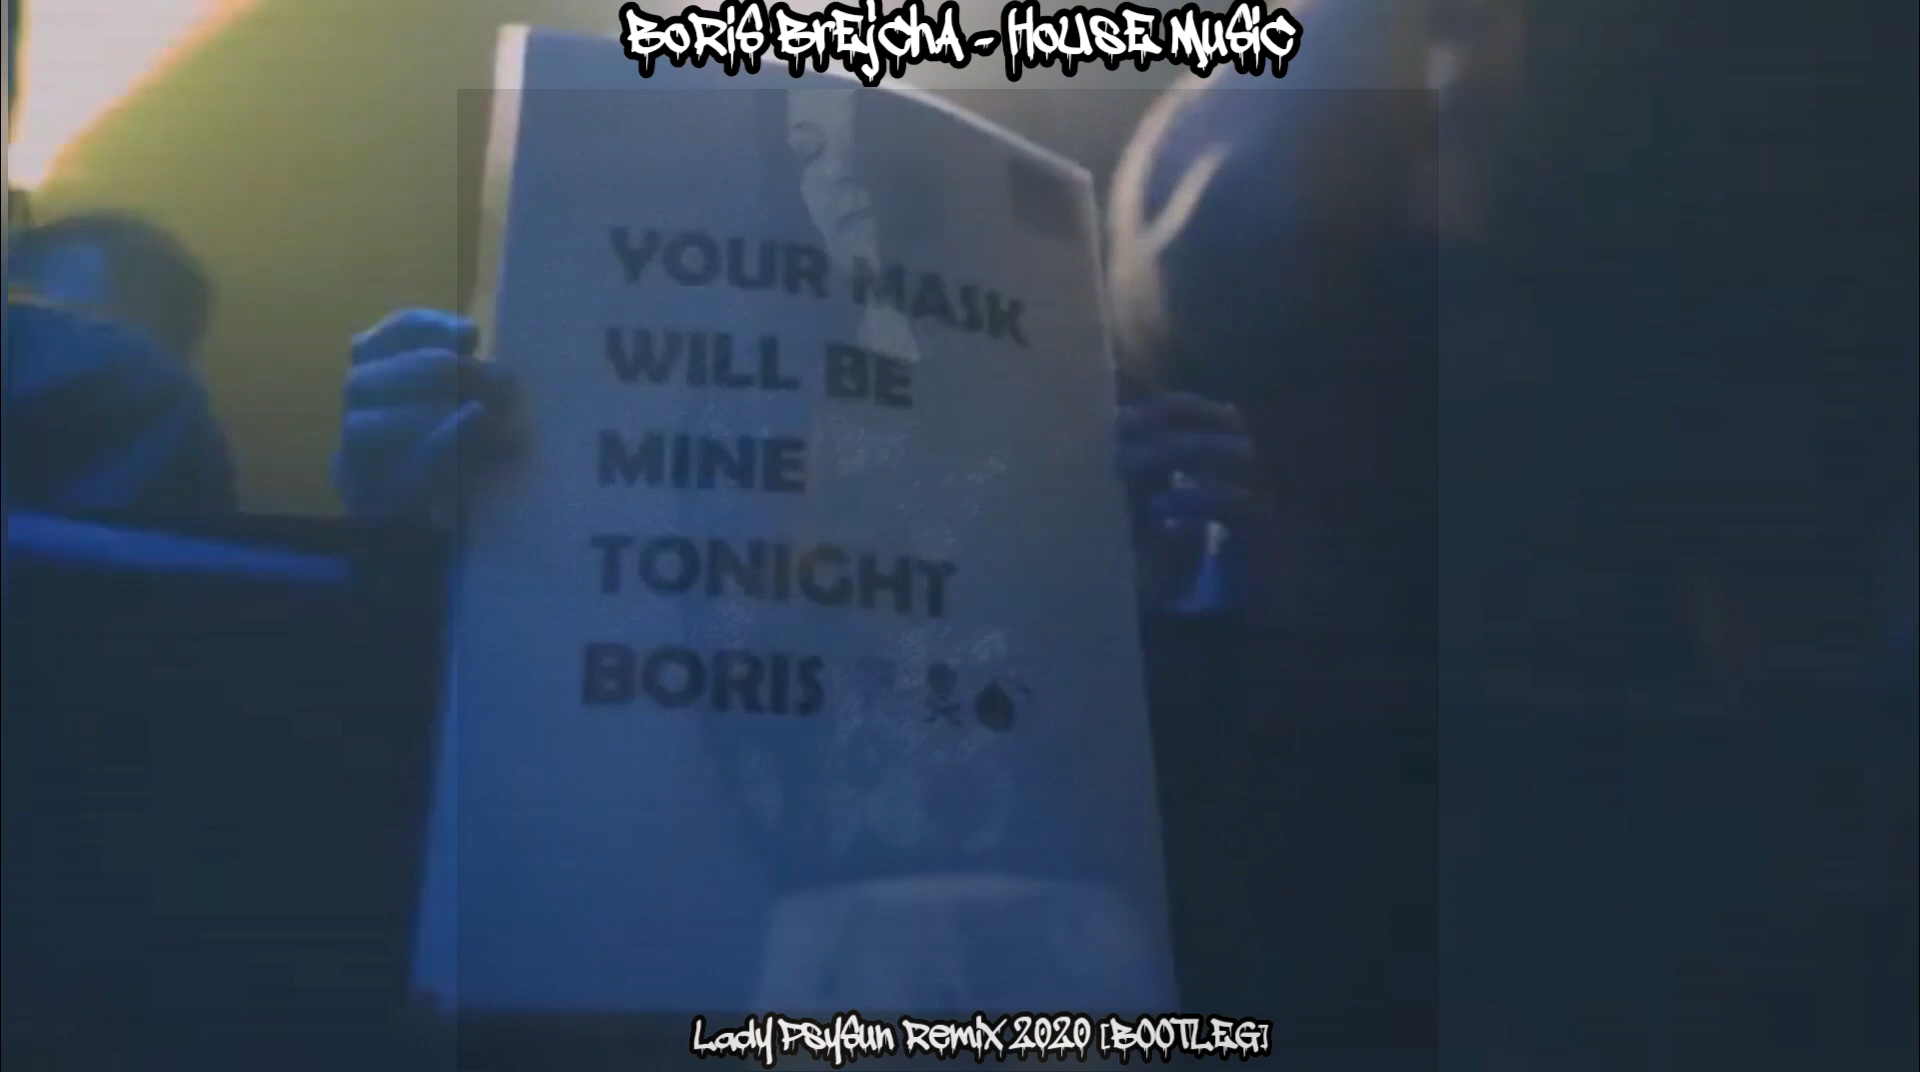 BoRiS BrEjchA - HOUSE MuSiC
YOUR MASK
WILL BE
MINE
TONIGHT
BORIS
Lady PsySun RemiX 2020 [BOOTLEG]